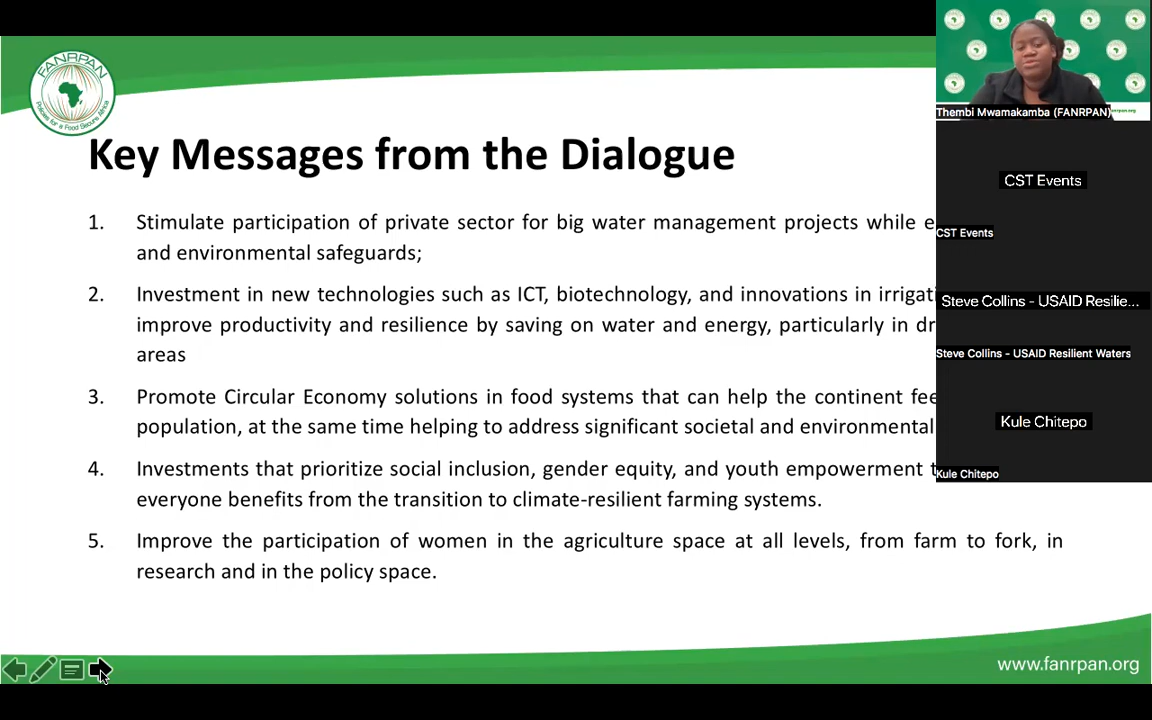 FANRPAN
Policies for a Food Secure Africa
Key Messages from the Dialogue
1. Stimulate participation of private sector for big water management projects while
and environmental safeguards;
2. Investment in new technologies such as ICT, biotechnology, and innovations in
improve productivity and resilience by saving on water and energy, particularly in
areas
3. Promote Circular Economy solutions in food systems that can help the continent
population, at the same time helping to address significant societal and environmental
4. Investments that prioritize social inclusion, gender equity, and youth empowerment
everyone benefits from the transition to climate-resilient farming systems.
5. Improve the participation of women in the agriculture space at all levels, from farm to fork, in
research and in the policy space.
www.fanrpan.org
Thembi Mwamakamba (FANRPAN)
CST Events
CST Events
Steve Collins - USAID Resilie...
Steve Collins - USAID Resilient Waters
Kule Chitepo
Kule Chitepo